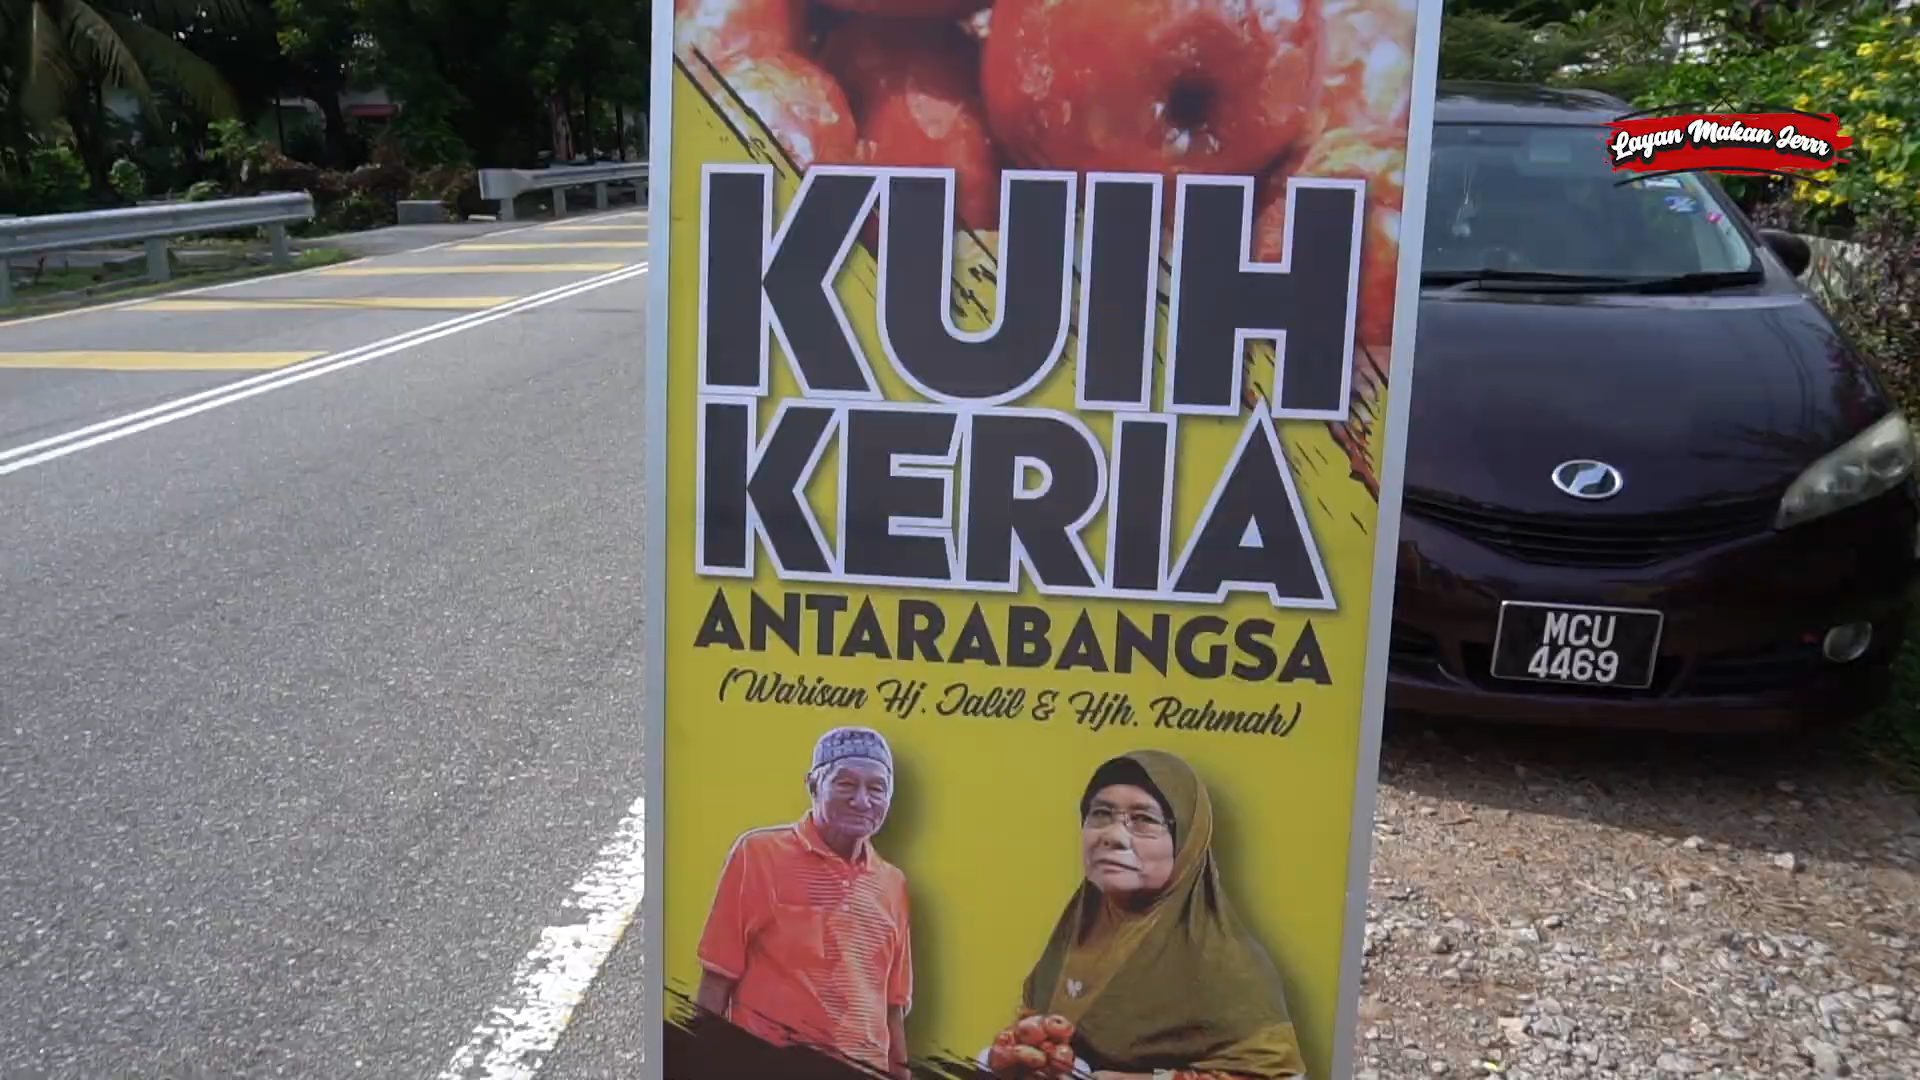 Layan Makan Jerrr
KUIH
KERIA
ANTARABANGSA
(Warisan Hj. Jalil & Hjh. Rahmah)
MCU
4469